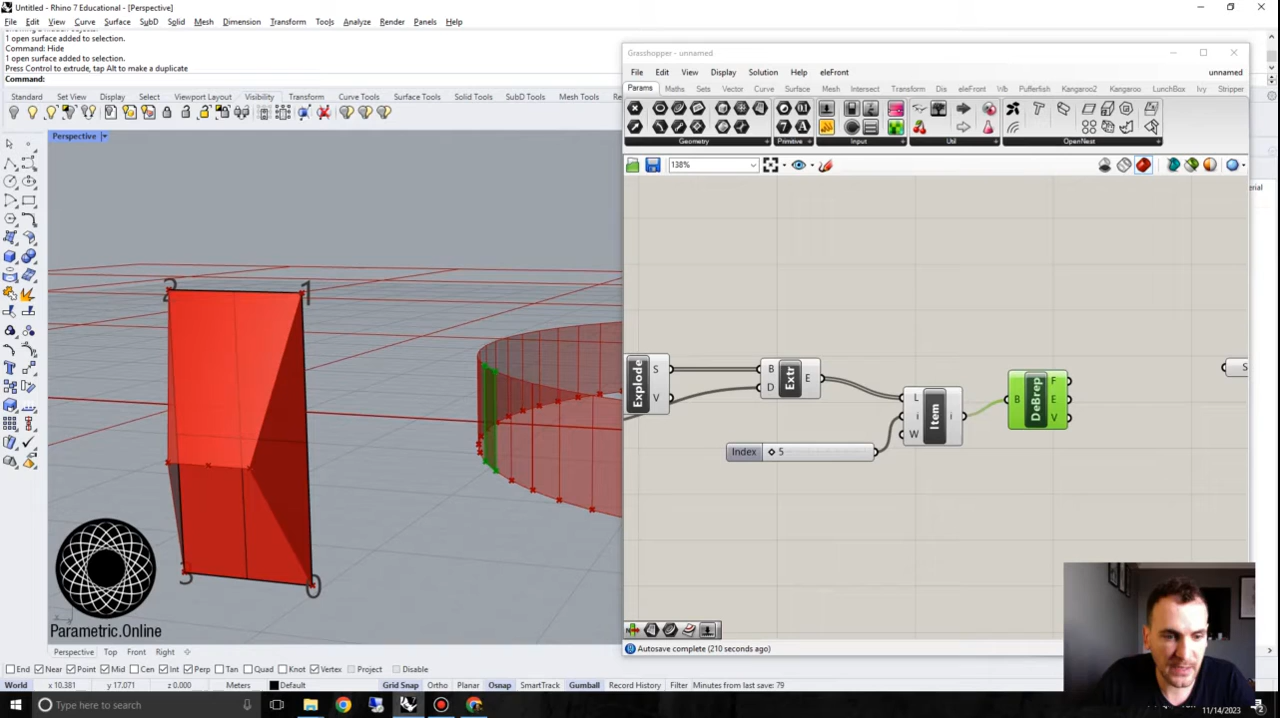 Untitled - Rhino 7 Educational - [Perspective]
File Edit View Curve Surface SubD Solid Mesh Dimension Transform Tools Analyze Render Panels Help
1 open surface added to selection.
Command: Hide
1 open surface added to selection.
Press Control to extrude, tap Alt to make a duplicate
Command:
Standard Set View Display Select Viewport Layout Visibility Transform Curve Tools Surface Tools Solid Tools SubD Tools Mesh Tools
Perspective
Grasshopper - unnamed
File Edit View Display Solution Help eleFront unnamed
Params Maths Sets Vector Curve Surface Mesh Intersect Transform Dis eleFront Wb Pufferfish Kangaroo2 Kangaroo LunchBox Ivy Stripper
Geometry Primitive Input Util OpenNest
138%
2 1
3 0
Explode S V
B D Extr E
L i W Item i
Index 5
B DeBrep F E V
S
Parametric.Online
Autosave complete (210 seconds ago)
Perspective Top Front Right
End Near Point Mid Cen Int Perp Tan Quad Knot Vertex Project Disable
World x 10.381 y 17.071 z 0.000 Meters Default Grid Snap Ortho Planar Osnap SmartTrack Gumball Record History Filter Minutes from last save: 79
Type here to search
11/14/2023